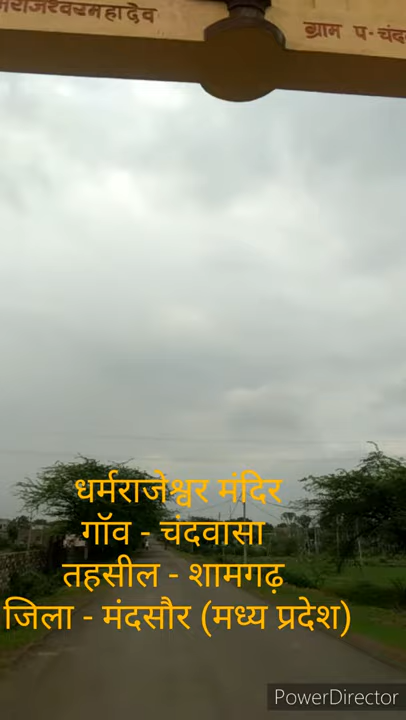 ग्राम प-चंद
धर्मराजेश्वर मंदिर
गॉव - चंदवासा
तहसील - शामगढ़
जिला - मंदसौर (मध्य प्रदेश)
PowerDirector